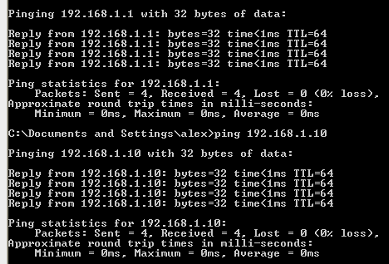 Pinging 192.168.1.1 with 32 bytes of data:
Reply from 192.168.1.1: bytes=32 time<1ms TTL=64
Reply from 192.168.1.1: bytes=32 time<1ms TTL=64
Reply from 192.168.1.1: bytes=32 time<1ms TTL=64
Reply from 192.168.1.1: bytes=32 time<1ms TTL=64
Ping statistics for 192.168.1.1:
Packets: Sent = 4, Received = 4, Lost = 0 (0% loss),
Approximate round trip times in milli-seconds:
Minimum = 0ms, Maximum = 0ms, Average = 0ms
C:\Documents and Settings\alex>ping 192.168.1.10
Pinging 192.168.1.10 with 32 bytes of data:
Reply from 192.168.1.10: bytes=32 time<1ms TTL=64
Reply from 192.168.1.10: bytes=32 time<1ms TTL=64
Reply from 192.168.1.10: bytes=32 time<1ms TTL=64
Reply from 192.168.1.10: bytes=32 time<1ms TTL=64
Ping statistics for 192.168.1.10:
Packets: Sent = 4, Received = 4, Lost = 0 (0% loss),
Approximate round trip times in milli-seconds:
Minimum = 0ms, Maximum = 0ms, Average = 0ms